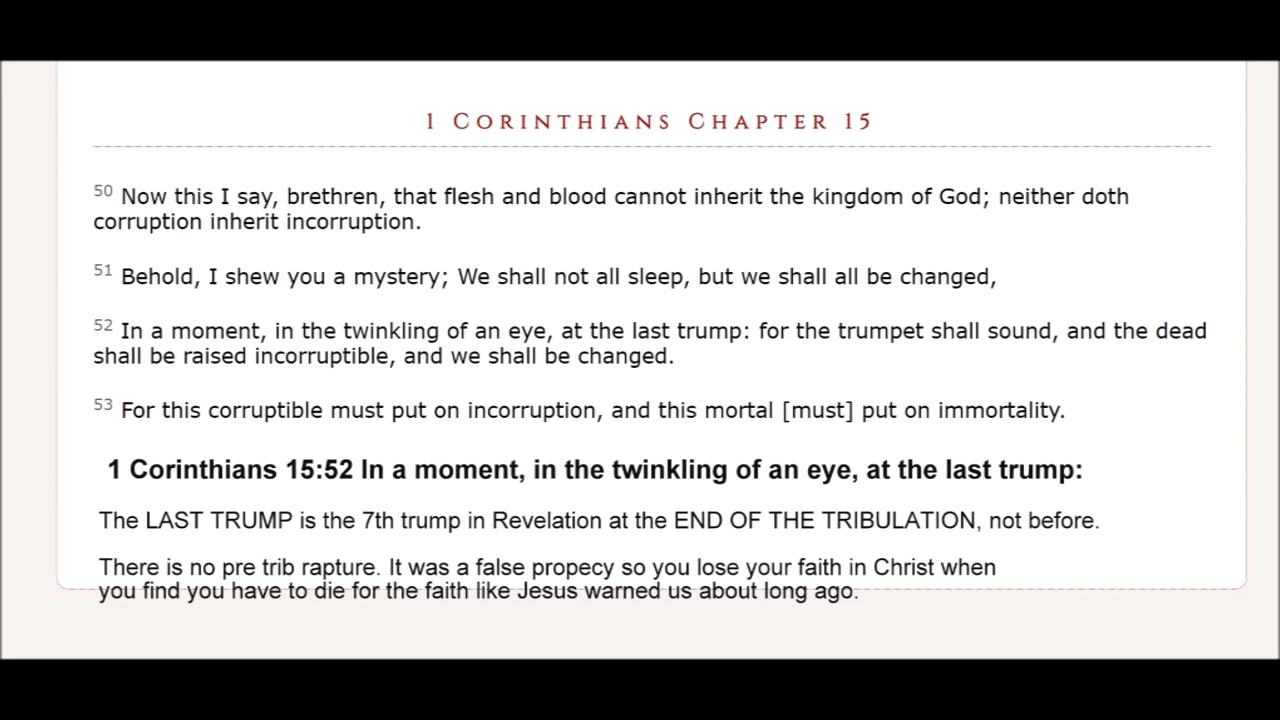 1 Corinthians Chapter 15
50 Now this I say, brethren, that flesh and blood cannot inherit the kingdom of God; neither doth
corruption inherit incorruption.
51 Behold, I shew you a mystery; We shall not all sleep, but we shall all be changed,
52 In a moment, in the twinkling of an eye, at the last trump: for the trumpet shall sound, and the dead
shall be raised incorruptible, and we shall be changed.
53 For this corruptible must put on incorruption, and this mortal [must] put on immortality.
1 Corinthians 15:52 In a moment, in the twinkling of an eye, at the last trump:
The LAST TRUMP is the 7th trump in Revelation at the END OF THE TRIBULATION, not before.
There is no pre trib rapture. It was a false propecy so you lose your faith in Christ when
you find you have to die for the faith like Jesus warned us about long ago.